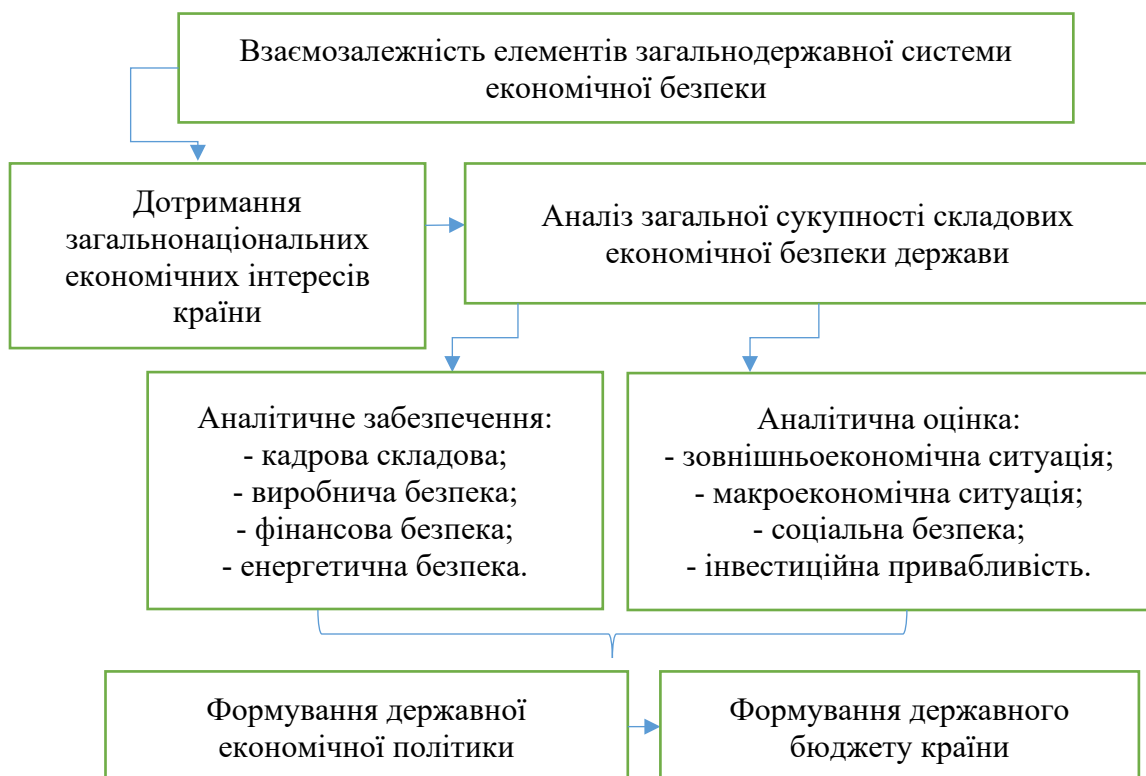 Взаємозалежність елементів загальнодержавної системи
економічної безпеки
Дотримання
загальнонаціональних
економічних інтересів
країни
Аналіз загальної сукупності складових
економічної безпеки держави
Аналітичне забезпечення:
- кадрова складова;
- виробнича безпека;
- фінансова безпека;
- енергетична безпека.
Аналітична оцінка:
- зовнішньоекономічна ситуація;
- макроекономічна ситуація;
- соціальна безпека;
- інвестиційна привабливість.
Формування державної
економічної політики
Формування державного
бюджету країни